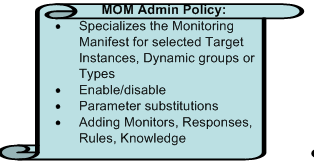 MOM Admin Policy:
• Specializes the Monitoring
Manifest for selected Target
Instances, Dynamic groups or
Types
• Enable/disable
• Parameter substitutions
• Adding Monitors, Responses,
Rules, Knowledge